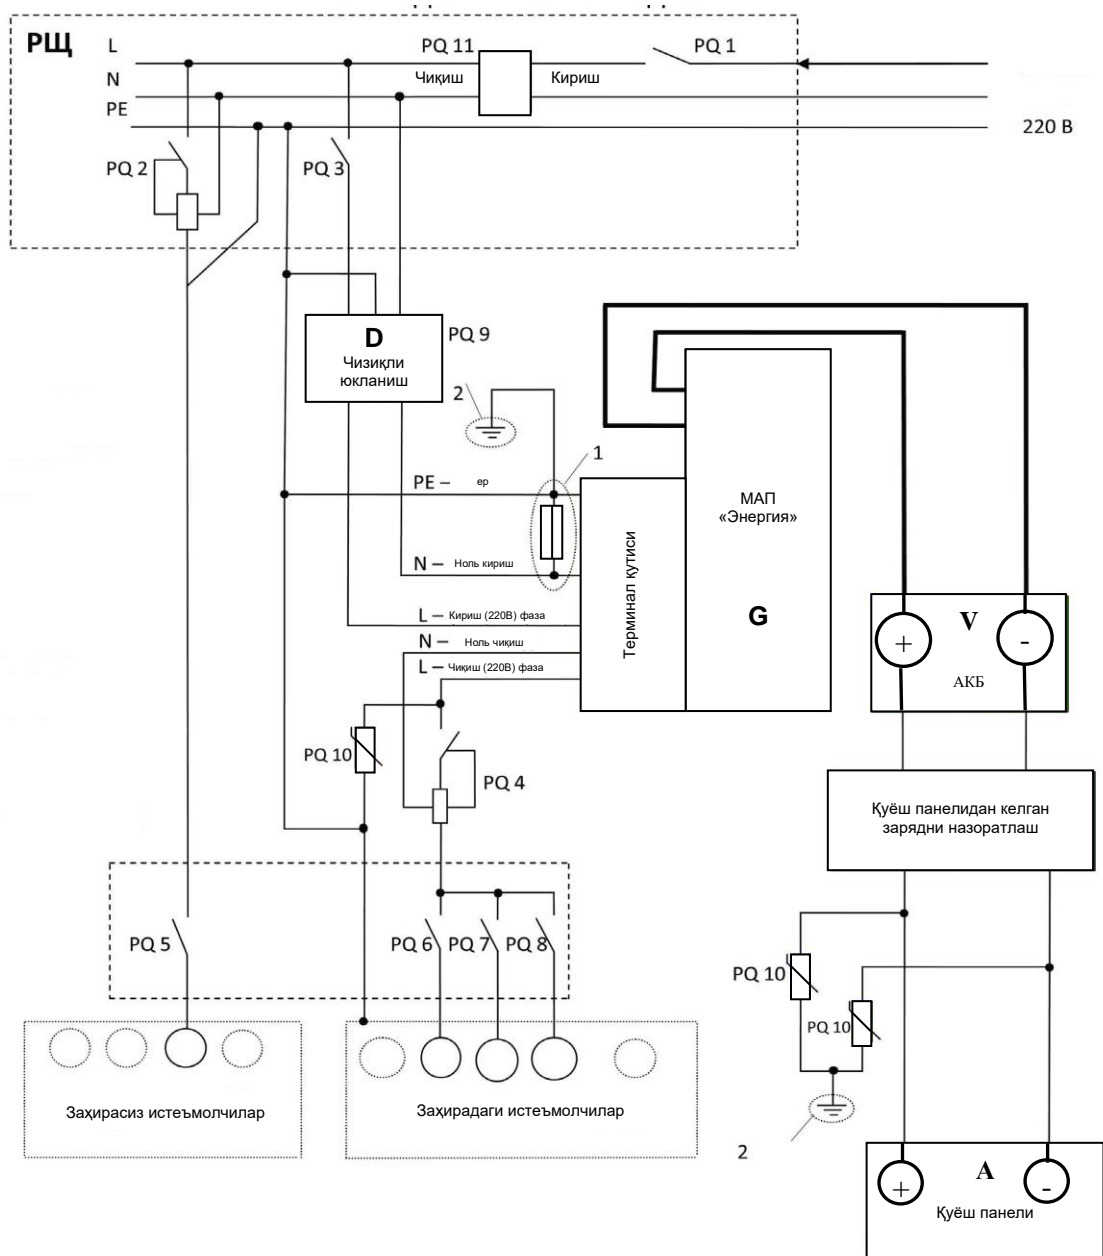 РЩ
L
PQ 11
PQ 1
N
Чиқиш
Кириш
PE
220 В
PQ 2
PQ 3
D
Чизиқли
юкланиш
PQ 9
2
1
PE – ер
МАП
«Энергия»
N – Ноль кириш
Терминал қутиси
G
L – Кириш (220В) фаза
N – Ноль чиқиш
L – Чиқиш (220В) фаза
V
+
-
АКБ
PQ 10
PQ 4
Қуёш панелидан келган
зарядни назоратлаш
PQ 5
PQ 6
PQ 7
PQ 8
PQ 10
PQ 10
Заҳирасиз истеъмолчилар
Заҳирадаги истеъмолчилар
2
A
+
-
Қуёш панели